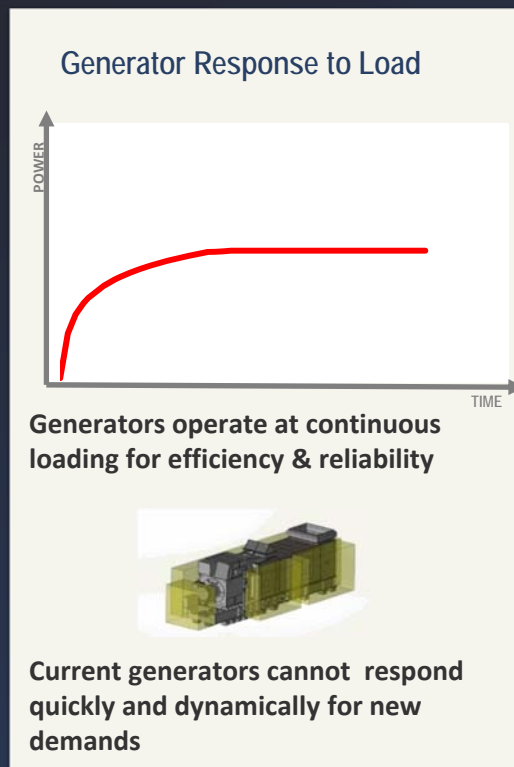 Generator Response to Load
POWER
TIME
Generators operate at continuous
loading for efficiency & reliability
Current generators cannot respond
quickly and dynamically for new
demands